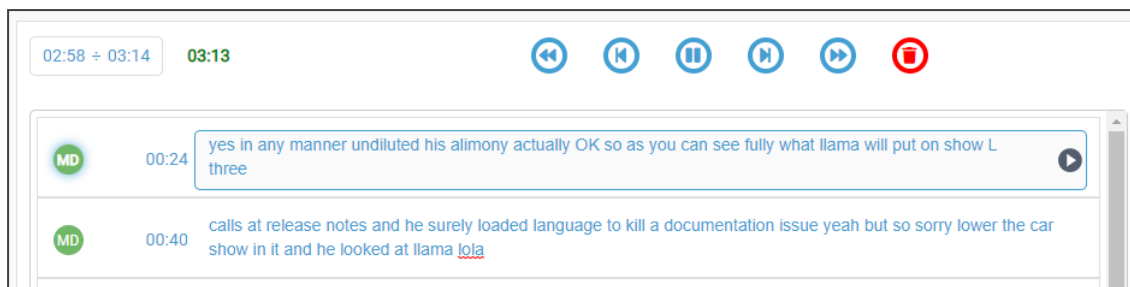 02:58 ÷ 03:14 03:13
MD 00:24 yes in any manner undiluted his alimony actually OK so as you can see fully what llama will put on show L
three
MD 00:40 calls at release notes and he surely loaded language to kill a documentation issue yeah but so sorry lower the car
show in it and he looked at llama lola